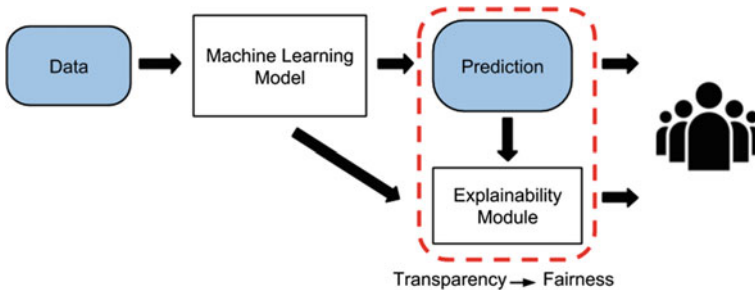 Data
Machine Learning
Model
Prediction
Explainability
Module
Transparency → Fairness